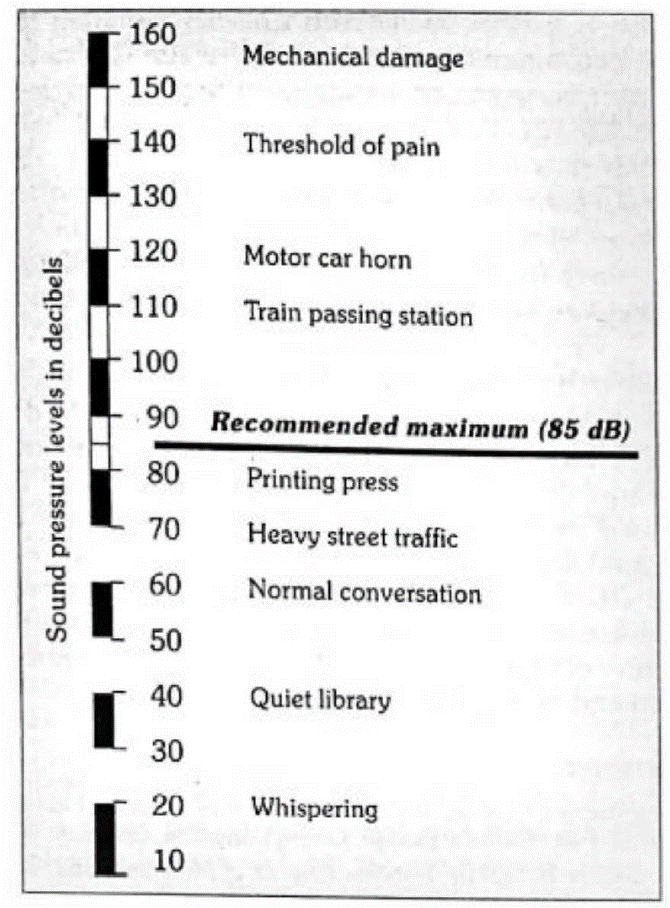 160
Mechanical damage
150
140 Threshold of pain
130
120 Motor car horn
110 Train passing station
100
90 Recommended maximum (85 dB)
80 Printing press
70 Heavy street traffic
60 Normal conversation
50
40 Quiet library
30
20 Whispering
10
Sound pressure levels in decibels